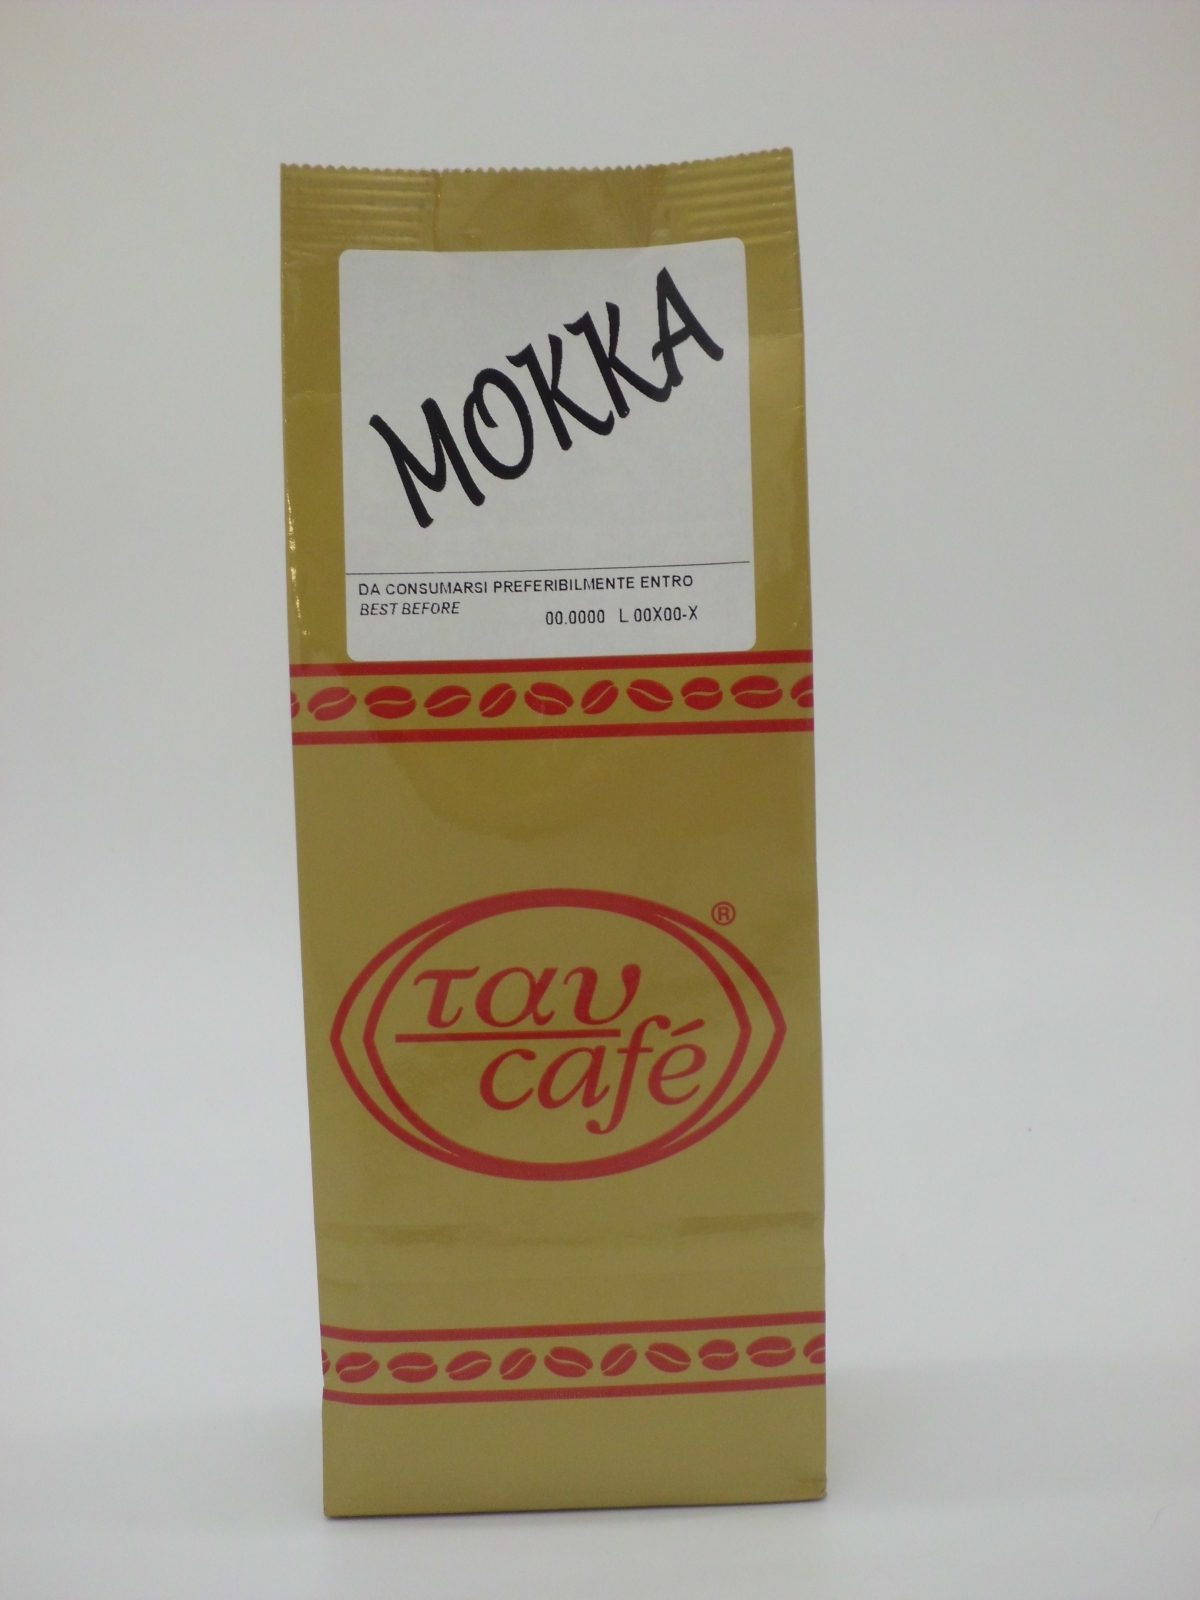 MOKKA
DA CONSUMARSI PREFERIBILMENTE ENTRO
BEST BEFORE 00.0000 L 00X00-X
®
ταυ
café